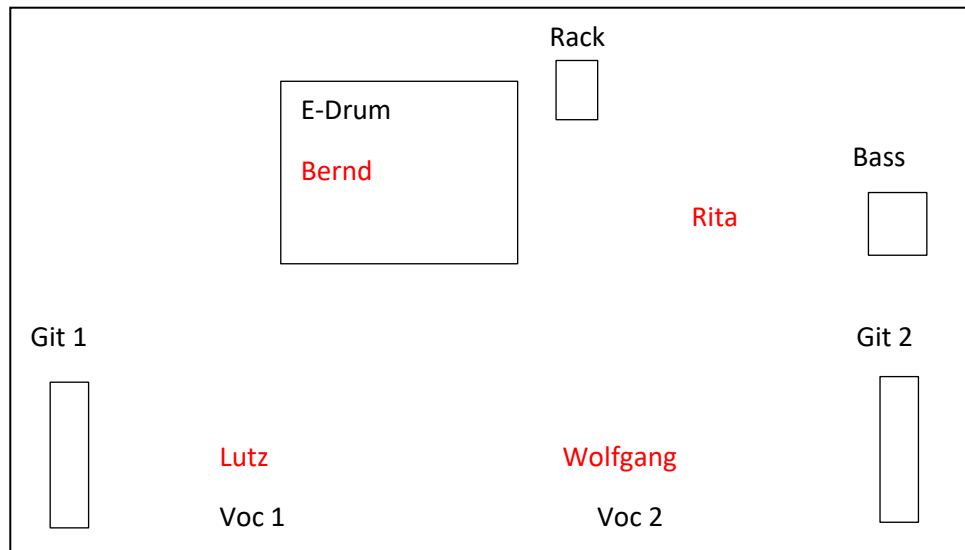 Rack
E-Drum
Bernd
Bass
Rita
Git 1
Git 2
Lutz
Wolfgang
Voc 1
Voc 2